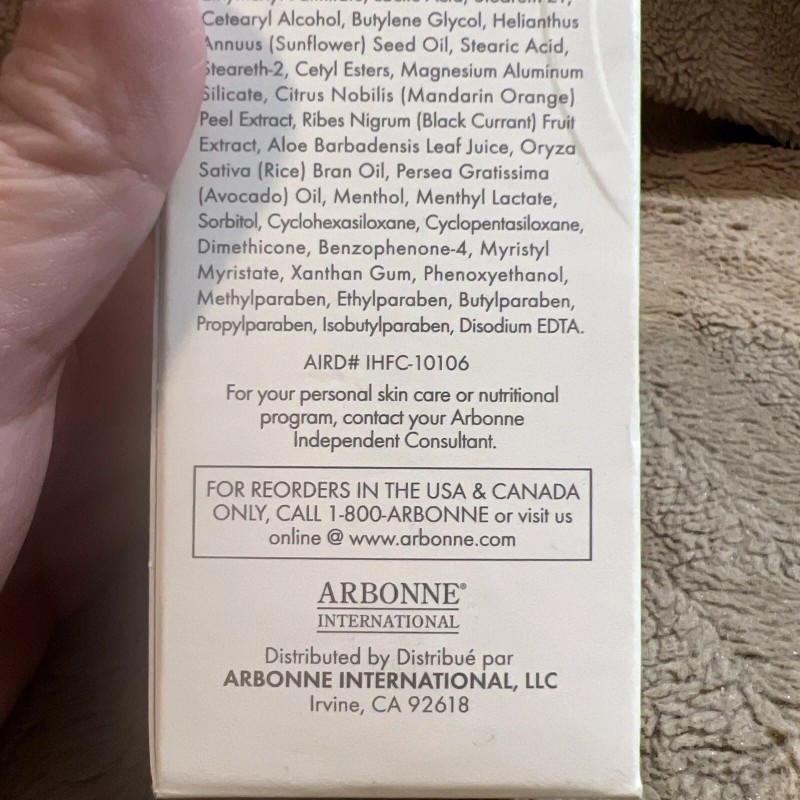 Cetearyl Alcohol, Butylene Glycol, Helianthus
Annuus (Sunflower) Seed Oil, Stearic Acid,
Steareth-2, Cetyl Esters, Magnesium Aluminum
Silicate, Citrus Nobilis (Mandarin Orange)
Peel Extract, Ribes Nigrum (Black Currant) Fruit
Extract, Aloe Barbadensis Leaf Juice, Oryza
Sativa (Rice) Bran Oil, Persea Gratissima
(Avocado) Oil, Menthol, Menthyl Lactate,
Sorbitol, Cyclohexasiloxane, Cyclopentasiloxane,
Dimethicone, Benzophenone-4, Myristyl
Myristate, Xanthan Gum, Phenoxyethanol,
Methylparaben, Ethylparaben, Butylparaben,
Propylparaben, Isobutylparaben, Disodium EDTA.
AIRD# IHFC-10106
For your personal skin care or nutritional
program, contact your Arbonne
Independent Consultant.
FOR REORDERS IN THE USA & CANADA
ONLY, CALL 1-800-ARBONNE or visit us
online @ www.arbonne.com
ARBONNE®
INTERNATIONAL
Distributed by Distribué par
ARBONNE INTERNATIONAL, LLC
Irvine, CA 92618